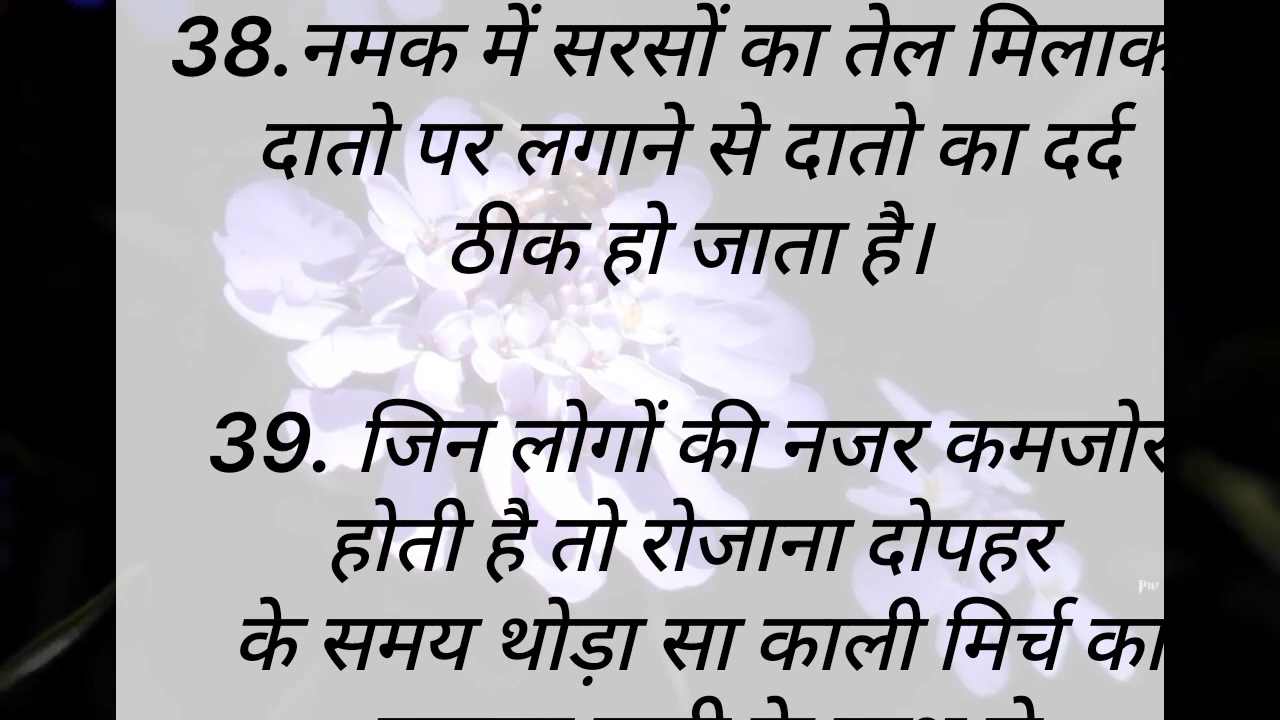 38.नमक में सरसों का तेल मिलाक
दातो पर लगाने से दातो का दर्द
ठीक हो जाता है।
39. जिन लोगों की नजर कमजोर
होती है तो रोजाना दोपहर
के समय थोड़ा सा काली मिर्च का